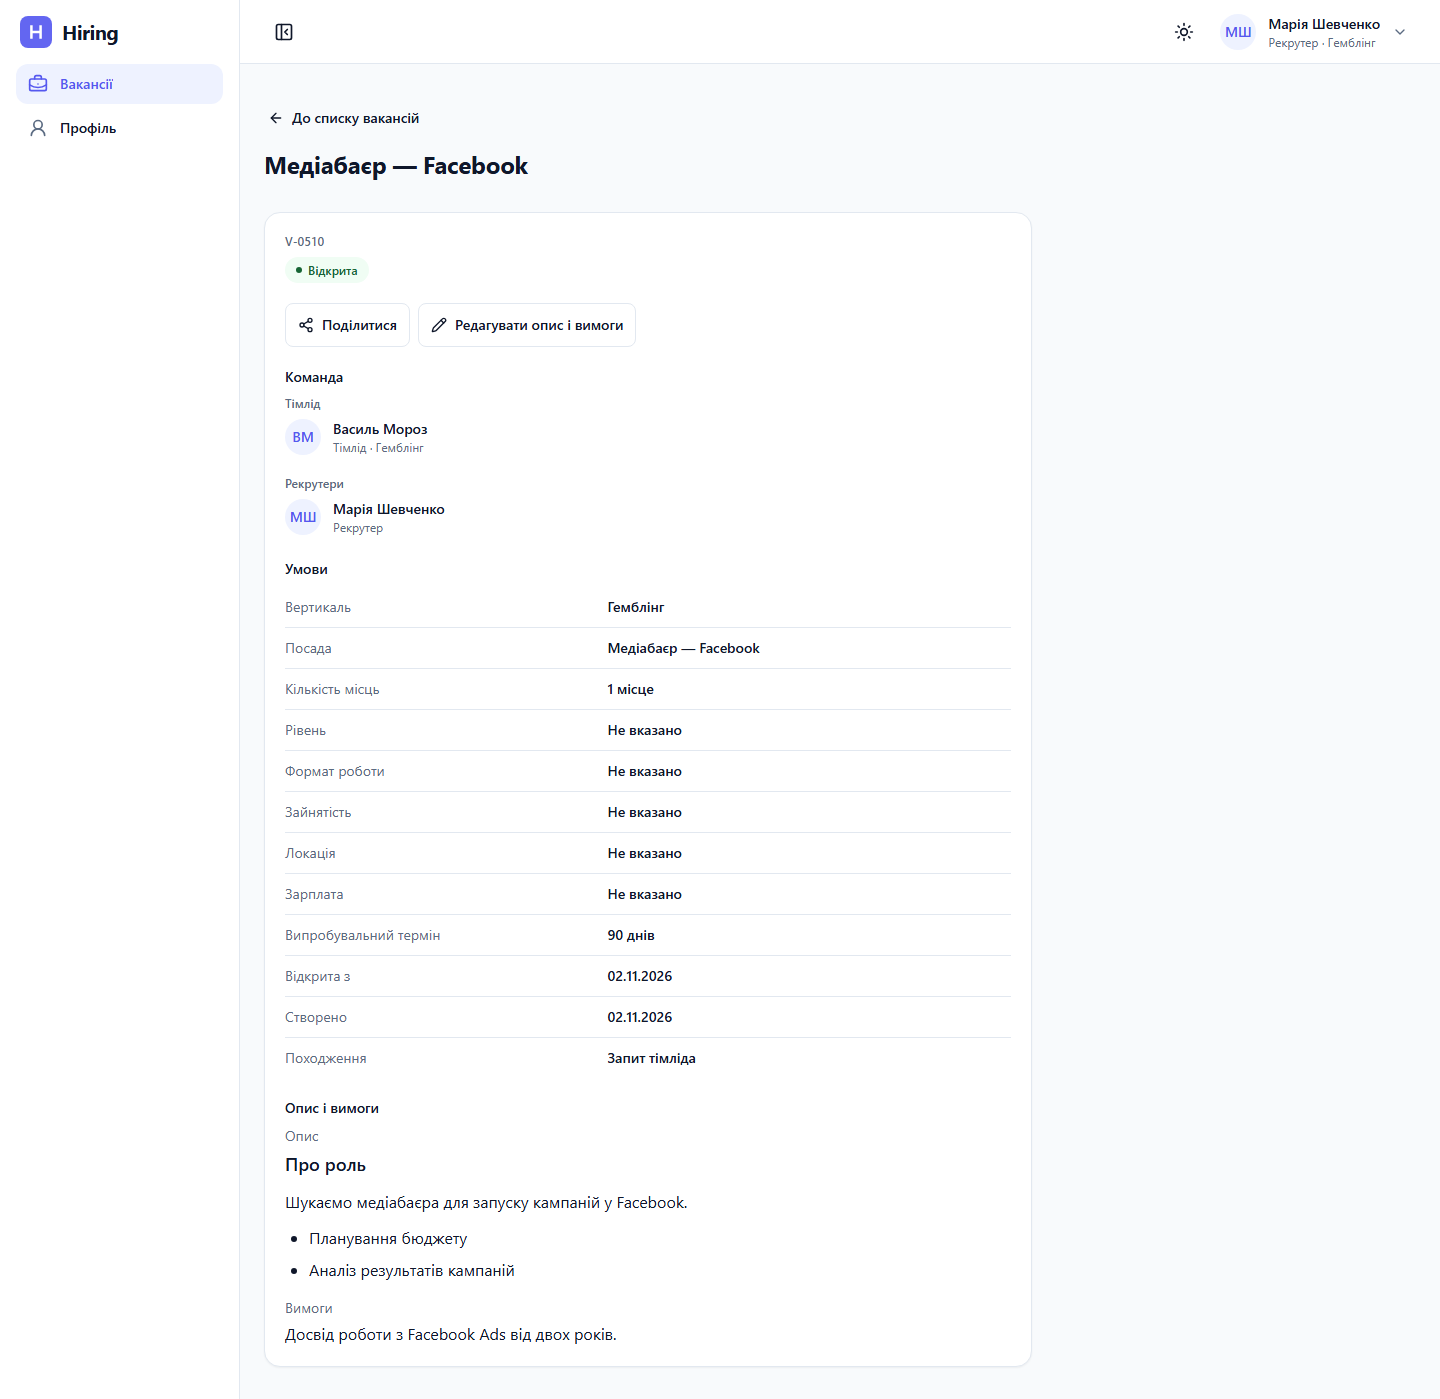 H Hiring
Вакансії
Профіль
МШ
Марія Шевченко
Рекрутер · Гемблінг
До списку вакансій
Медіабаєр — Facebook
V-0510
Відкрита
Поділитися
Редагувати опис і вимоги
Команда
Тімлід
ВМ
Василь Мороз
Тімлід · Гемблінг
Рекрутери
МШ
Марія Шевченко
Рекрутер
Умови
Вертикаль Гемблінг
Посада Медіабаєр — Facebook
Кількість місць 1 місце
Рівень Не вказано
Формат роботи Не вказано
Зайнятість Не вказано
Локація Не вказано
Зарплата Не вказано
Випробувальний термін 90 днів
Відкрита з 02.11.2026
Створено 02.11.2026
Походження Запит тімліда
Опис і вимоги
Опис
Про роль
Шукаємо медіабаєра для запуску кампаній у Facebook.
Планування бюджету
Аналіз результатів кампаній
Вимоги
Досвід роботи з Facebook Ads від двох років.